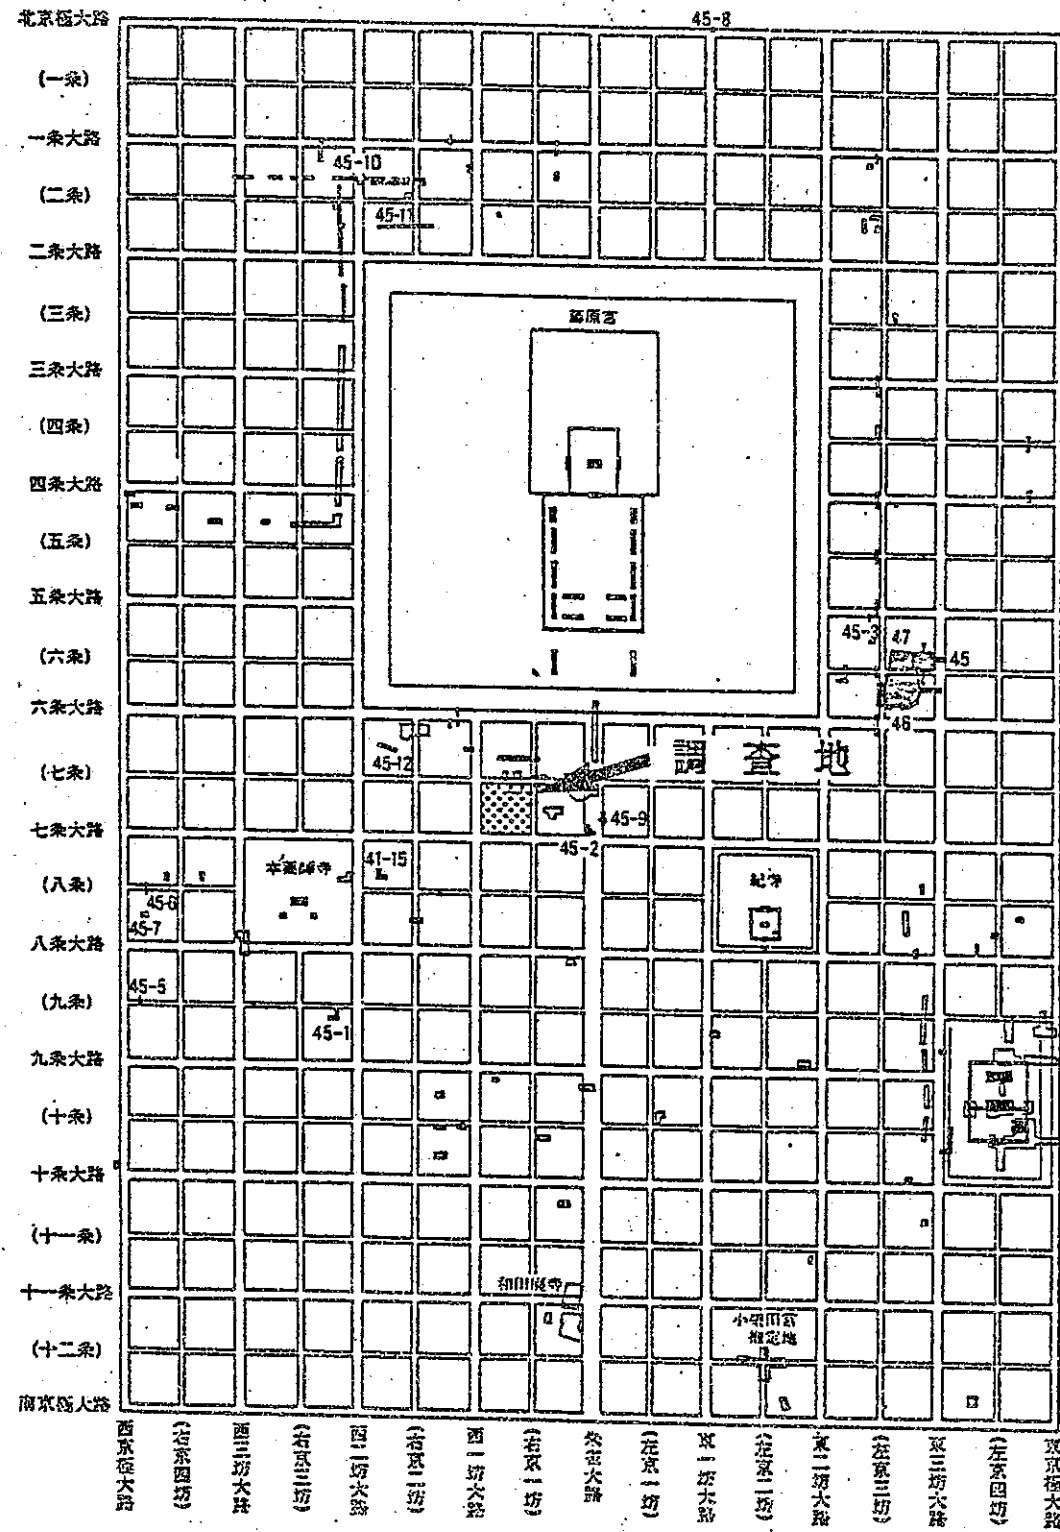 北京極大路
45-8
(一条)
一条大路
45-10
(二条)
45-11
二条大路
(三条)
藤原宮
三条大路
(四条)
四条大路
(五条)
五条大路
(六条)
45-3
47
45
六条大路
46
(七条)
45-12
調査地
七条大路
45-9
45-2
(八条)
本薬師寺
41-15
紀寺
45-6
45-7
八条大路
(九条)
45-5
45-1
九条大路
(十条)
十条大路
(十一条)
十一条大路
和田廃寺
(十二条)
小墾田宮
推定地
南京極大路
西京極大路
(右京四坊)
西三坊大路
(右京三坊)
西二坊大路
(右京二坊)
西一坊大路
(右京一坊)
朱雀大路
(左京一坊)
東一坊大路
(左京二坊)
東二坊大路
(左京三坊)
東三坊大路
(左京四坊)
東京極大路